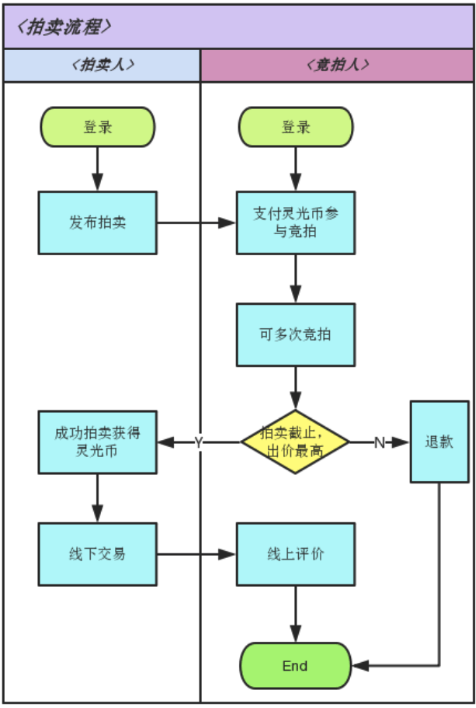 <拍卖流程>
<拍卖人>
<竞拍人>
登录
登录
发布拍卖
支付灵光币参
与竞拍
可多次竞拍
成功拍卖获得
灵光币
Y
拍卖截止，
出价最高
N
退款
线下交易
线上评价
End